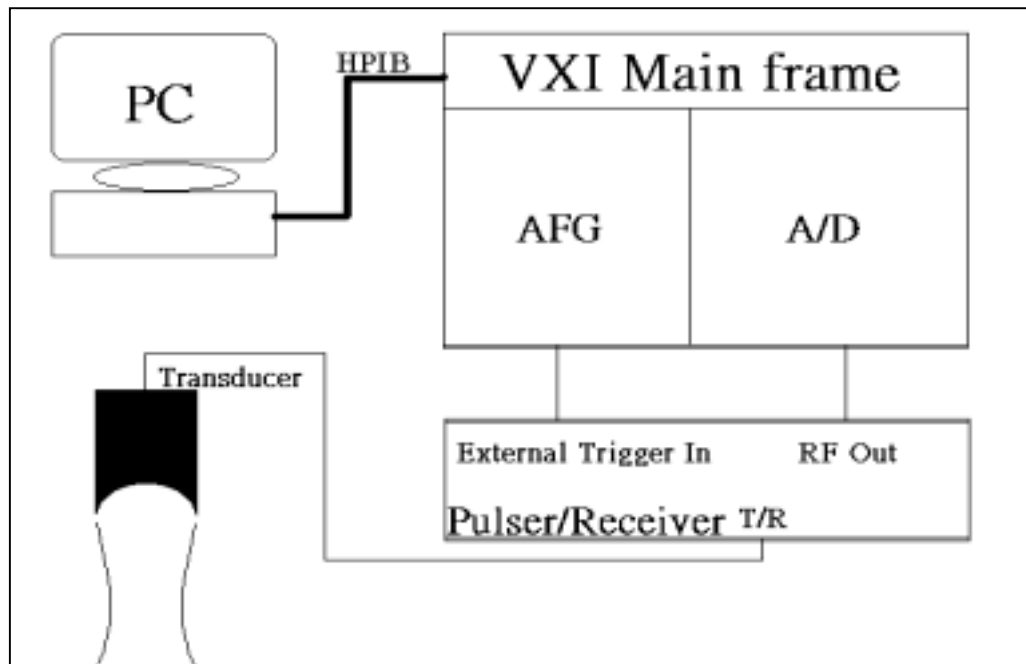 PC
HPIB
VXI Main frame
AFG
A/D
Transducer
External Trigger In
RF Out
Pulser/Receiver T/R